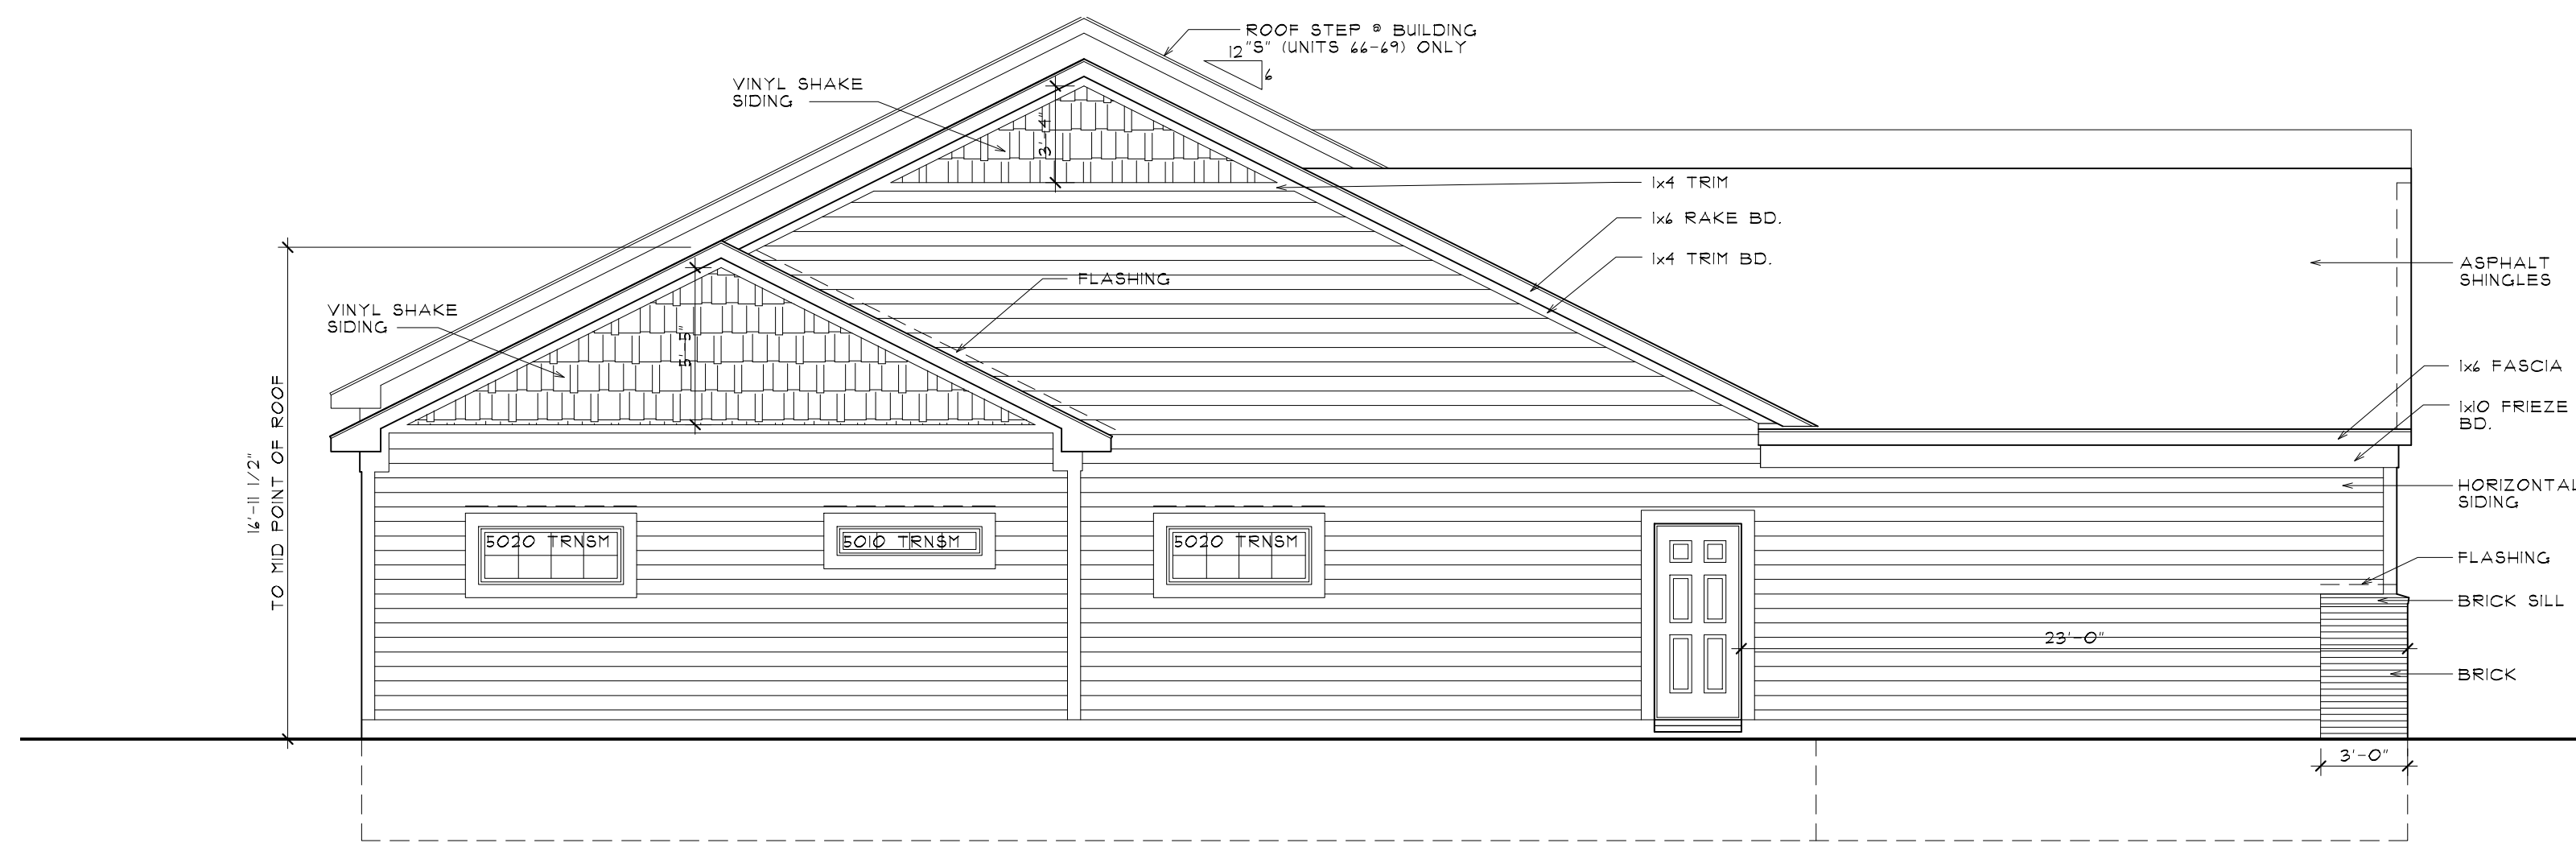 ROOF STEP @ BUILDING
"S" (UNITS 66-69) ONLY
12
6
VINYL SHAKE
SIDING
3'-4"
1x4 TRIM
1x6 RAKE BD.
1x4 TRIM BD.
FLASHING
ASPHALT
SHINGLES
VINYL SHAKE
SIDING
5'-5"
1x6 FASCIA
1x10 FRIEZE
BD.
16'-11 1/2"
TO MID POINT OF ROOF
HORIZONTAL
SIDING
5020 TRNSM
5010 TRNSM
5020 TRNSM
FLASHING
BRICK SILL
23'-0"
BRICK
3'-0"